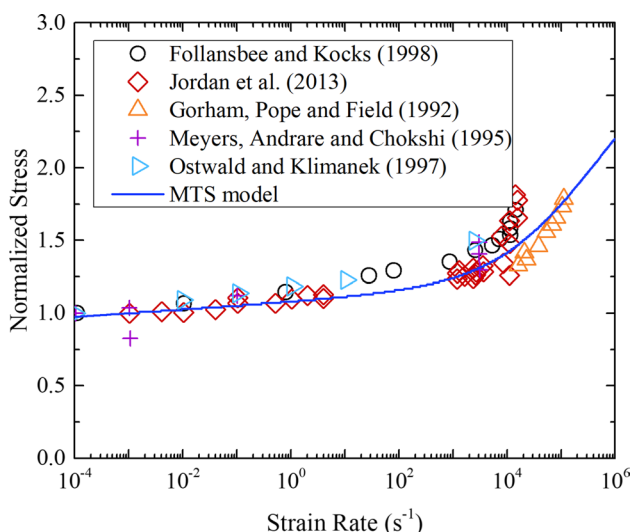 3.0
2.5
2.0
1.5
1.0
0.5
0.0
Normalized Stress
Follansbee and Kocks (1998)
Jordan et al. (2013)
Gorham, Pope and Field (1992)
Meyers, Andrare and Chokshi (1995)
Ostwald and Klimanek (1997)
MTS model
10⁻⁴ 10⁻² 10⁰ 10² 10⁴ 10⁶
Strain Rate (s⁻¹)